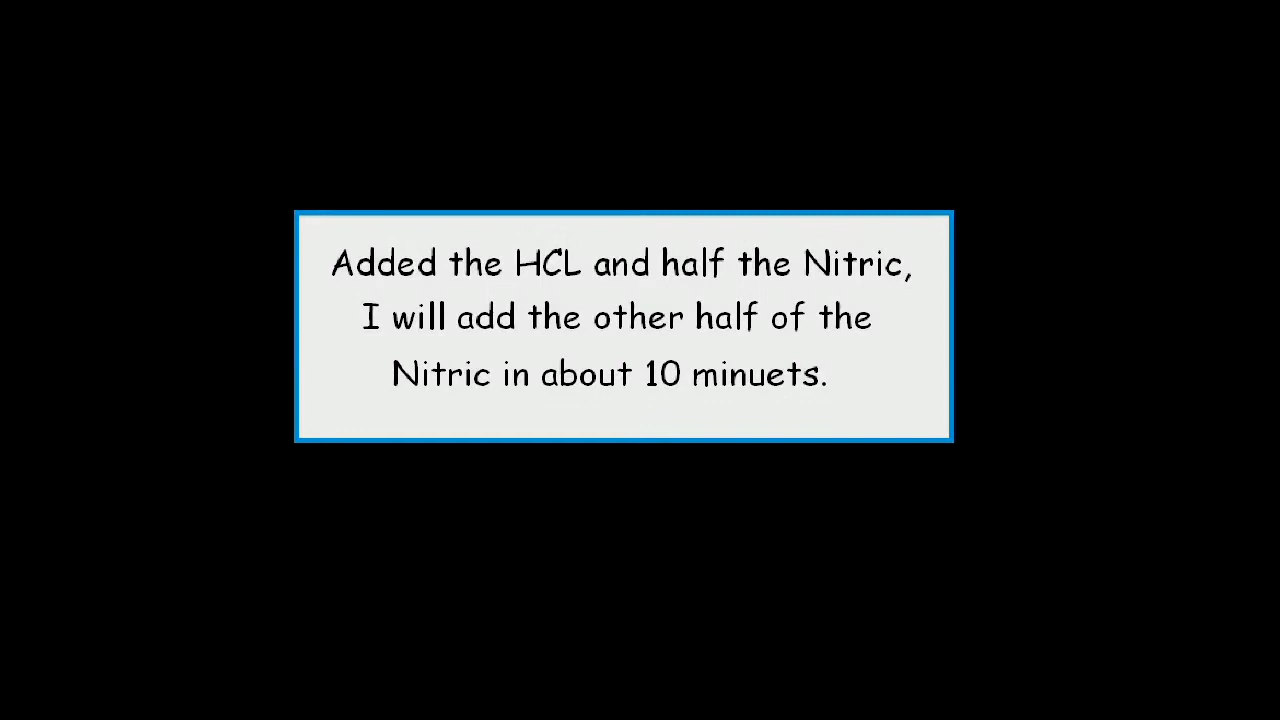 Added the HCL and half the Nitric,
I will add the other half of the
Nitric in about 10 minuets.